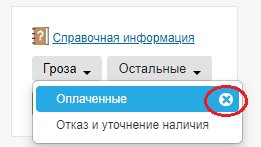 Справочная информация
Гроза Остальные
Оплаченные
Отказ и уточнение наличия